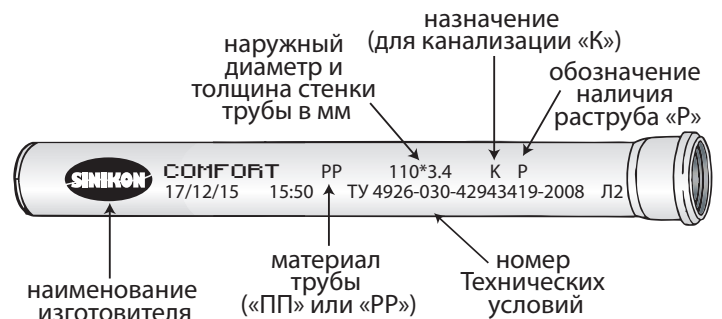 назначение
(для канализации «К»)
наружный
диаметр и
толщина стенки
трубы в мм
обозначение
наличия
раструба «Р»
SINIKON COMFORT PP 110*3.4 К Р
17/12/15 15:50 ТУ 4926-030-42943419-2008 Л2
наименование
изготовителя
материал
трубы
(«ПП» или «РР»)
номер
Технических
условий